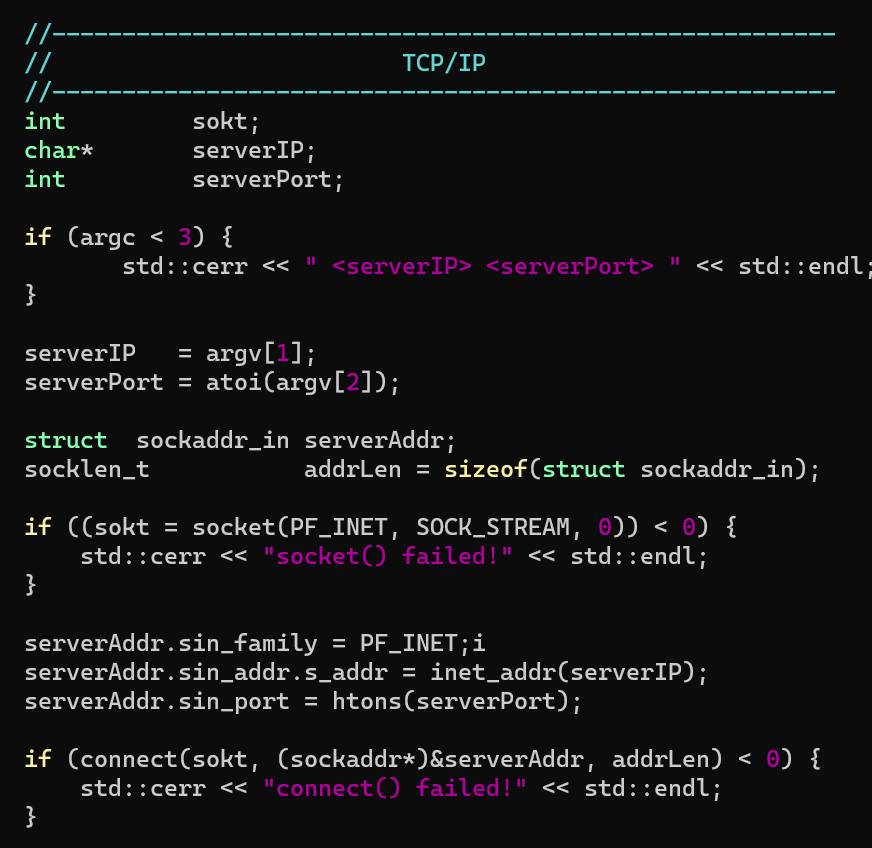 //--------------------------------------------------------
//                         TCP/IP
//--------------------------------------------------------
int         sokt;
char*       serverIP;
int         serverPort;

if (argc < 3) {
       std::cerr << " <serverIP> <serverPort> " << std::endl;
}

serverIP   = argv[1];
serverPort = atoi(argv[2]);

struct  sockaddr_in serverAddr;
socklen_t           addrLen = sizeof(struct sockaddr_in);

if ((sokt = socket(PF_INET, SOCK_STREAM, 0)) < 0) {
    std::cerr << "socket() failed!" << std::endl;
}

serverAddr.sin_family = PF_INET;i
serverAddr.sin_addr.s_addr = inet_addr(serverIP);
serverAddr.sin_port = htons(serverPort);

if (connect(sokt, (sockaddr*)&serverAddr, addrLen) < 0) {
    std::cerr << "connect() failed!" << std::endl;
}